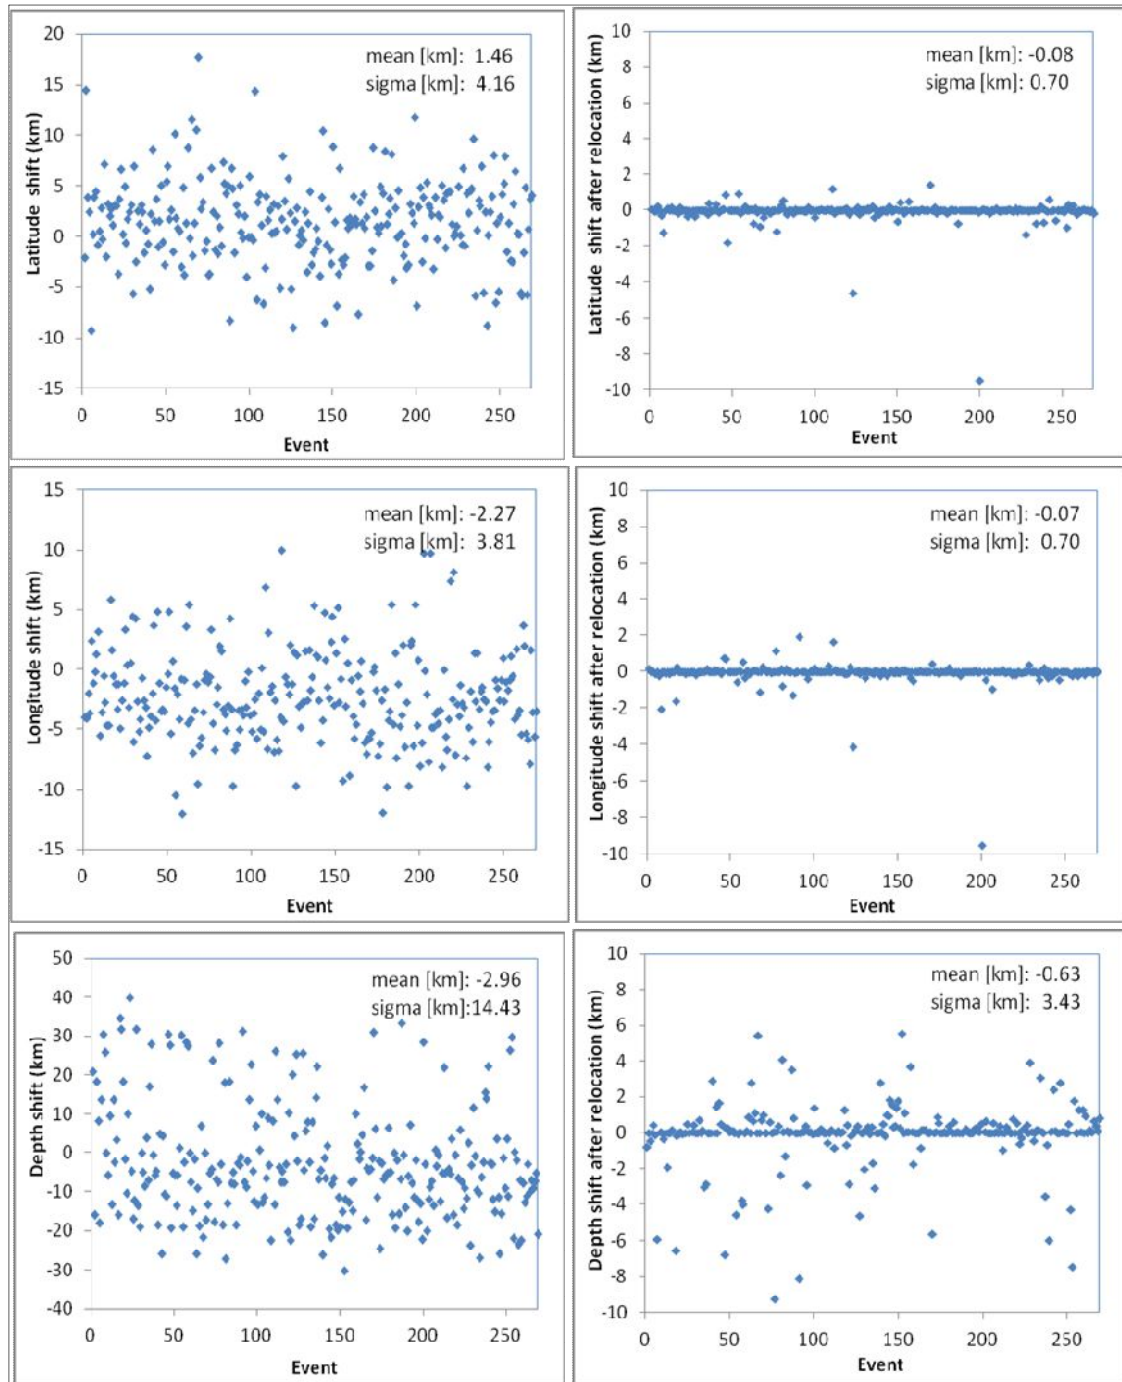 20
15
10
5
0
-5
-10
-15
Latitude shift (km)
mean [km]: 1.46
sigma [km]: 4.16
0 50 100 150 200 250
Event
10
8
6
4
2
0
-2
-4
-6
-8
-10
Latitude shift after relocation (km)
mean [km]: -0.08
sigma [km]: 0.70
0 50 100 150 200 250
Event
15
10
5
0
-5
-10
-15
Longitude shift (km)
mean [km]: -2.27
sigma [km]: 3.81
0 50 100 150 200 250
Event
10
8
6
4
2
0
-2
-4
-6
-8
-10
Longitude shift after relocation (km)
mean [km]: -0.07
sigma [km]: 0.70
0 50 100 150 200 250
Event
50
40
30
20
10
0
-10
-20
-30
-40
Depth shift (km)
mean [km]: -2.96
sigma [km]:14.43
0 50 100 150 200 250
Event
10
8
6
4
2
0
-2
-4
-6
-8
-10
Depth shift after relocation (km)
mean [km]: -0.63
sigma [km]: 3.43
0 50 100 150 200 250
Event